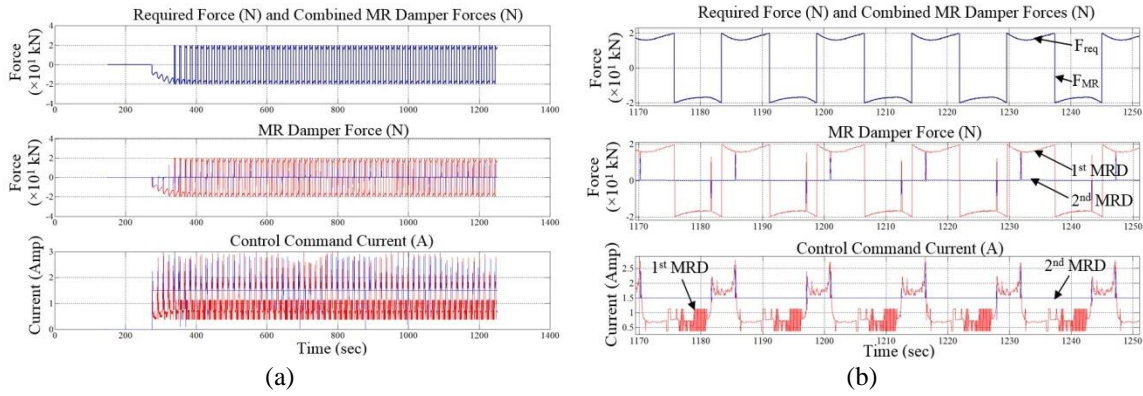 Required Force (N) and Combined MR Damper Forces (N)
Force
(×10¹ kN)
4
2
0
-2
-4
0 200 400 600 800 1000 1200 1400
MR Damper Force (N)
Force
(×10¹ kN)
4
2
0
-2
-4
0 200 400 600 800 1000 1200 1400
Control Command Current (A)
Current (Amp)
3
2
1
0
0 200 400 600 800 1000 1200 1400
Time (sec)
(a)
Required Force (N) and Combined MR Damper Forces (N)
Force
(×10¹ kN)
2
0
-2
F_req
F_MR
1170 1180 1190 1200 1210 1220 1230 1240 1250
MR Damper Force (N)
Force
(×10¹ kN)
2
0
-2
1st MRD
2nd MRD
1170 1180 1190 1200 1210 1220 1230 1240 1250
Control Command Current (A)
Current (Amp)
2.5
2
1.5
1
0.5
1st MRD
2nd MRD
1170 1180 1190 1200 1210 1220 1230 1240 1250
Time (sec)
(b)